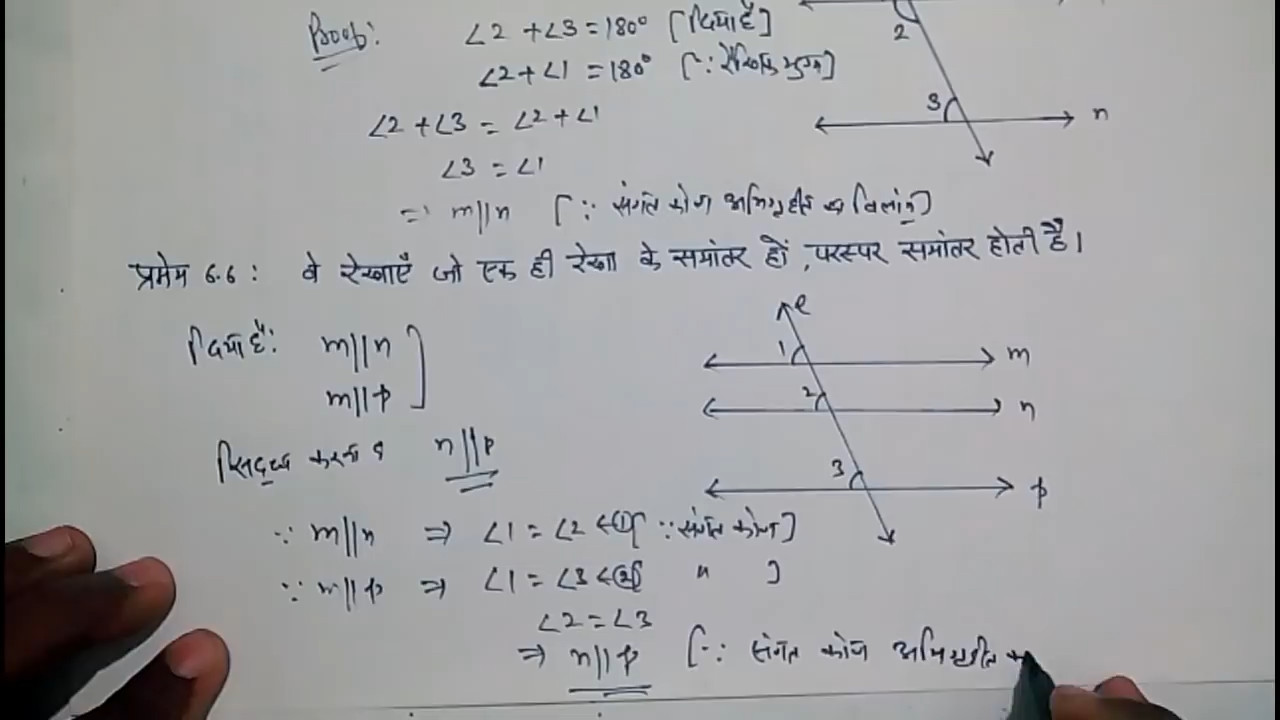 Proof: ∠2 + ∠3 = 180° [दिया है]
∠2 + ∠1 = 180° [∵ रैखिक युग्म]
∠2 + ∠3 = ∠2 + ∠1
∠3 = ∠1
⇒ m||n [∵ संगत कोण अभिगृहीत का विलोम]
2
3
n
प्रमेय 6.6 : वे रेखाएँ जो एक ही रेखा के समांतर हों, परस्पर समांतर होती है।
दिया है: m||n
m||p
सिद्ध करना है n||p
l
1 m
2 n
3 p
∵ m||n ⇒ ∠1 = ∠2 <① [∵ संगत कोण]
∵ m||p ⇒ ∠1 = ∠3 <② [ " ]
∠2 = ∠3
⇒ n||p [∵ संगत कोण अभिगृहीत